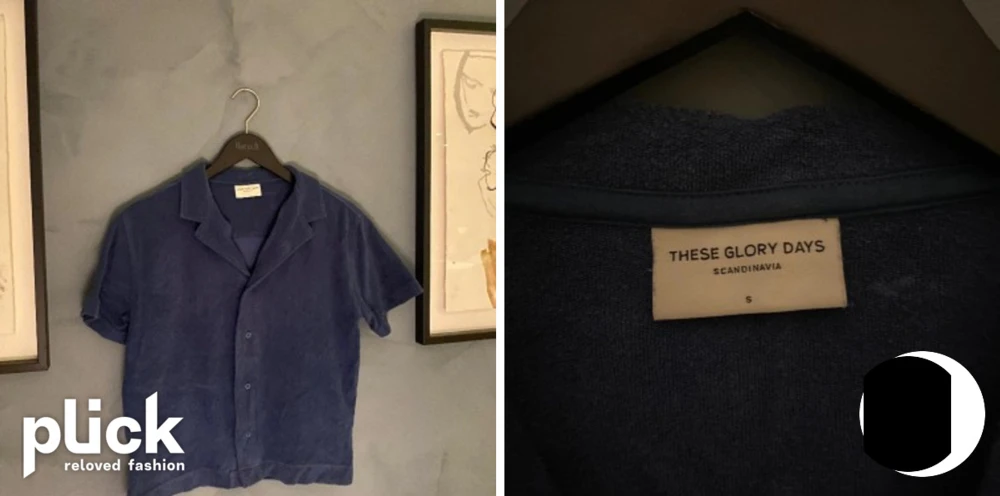 plick
reloved fashion
THESE GLORY DAYS
SCANDINAVIA
S